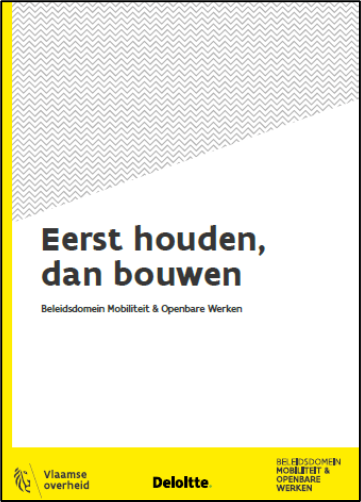 Eerst houden,
dan bouwen
Beleidsdomein Mobiliteit & Openbare Werken
Vlaamse
overheid
Deloitte.
BELEIDSDOMEIN
MOBILITEIT &
OPENBARE
WERKEN